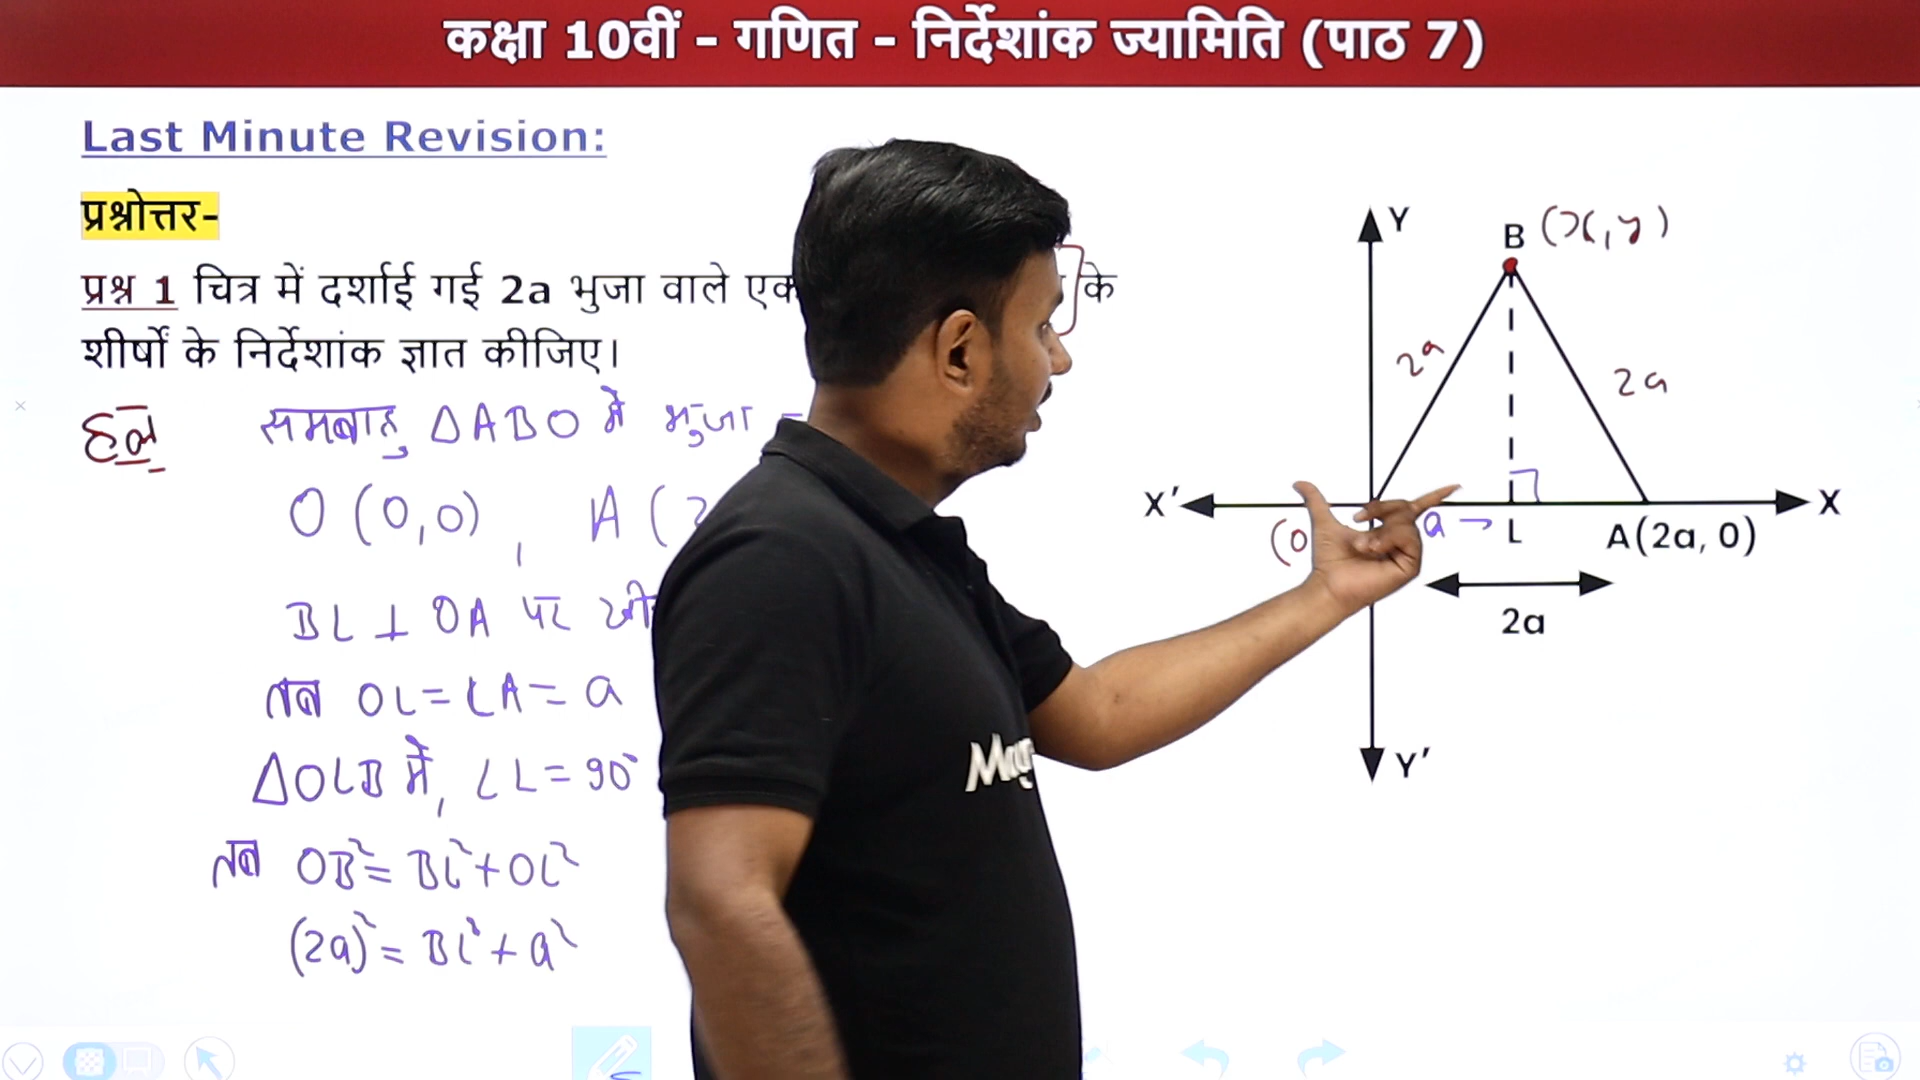 कक्षा 10वीं - गणित - निर्देशांक ज्यामिति (पाठ 7)
Last Minute Revision:
प्रश्नोत्तर-
प्रश्न 1 चित्र में दर्शाई गई 2a भुजा वाले एक के
शीर्षों के निर्देशांक ज्ञात कीजिए।
हल समबाहु ΔABO में भुजा
O (0,0), A (2
BL ⊥ OA पर
तब OL = LA = a
ΔOLB में, ∠L = 90°
तब OB² = BL² + OL²
(2a)² = BL² + a²
Y
B (x, y)
2a
2a
X′
X
(0
a →
L
A(2a, 0)
2a
Y′